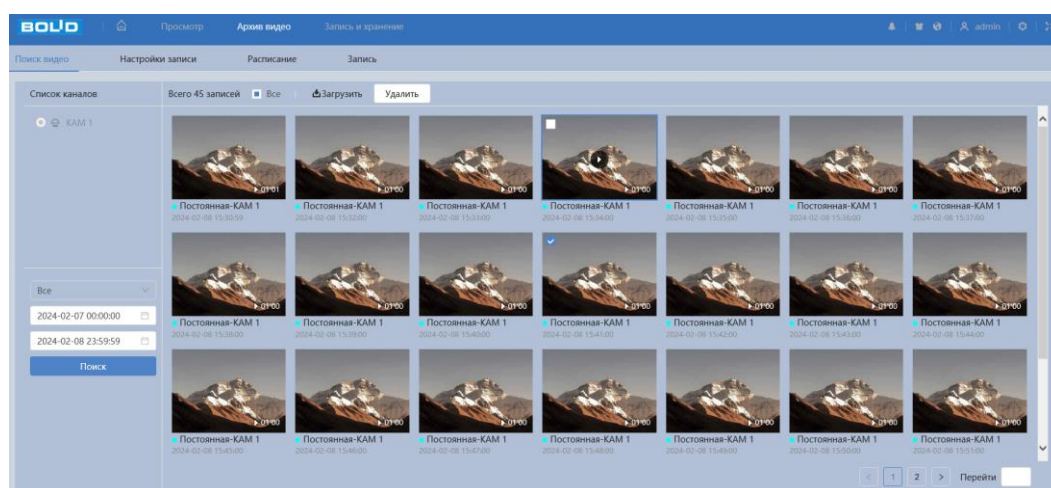 BOLID Просмотр Архив видео Запись и хранение admin
Поиск видео Настройки записи Расписание Запись
Список каналов Всего 45 записей Все Загрузить Удалить
КАМ 1
01:01 01:00 01:00 01:00 01:00 01:00 01:00
Постоянная-КАМ 1 Постоянная-КАМ 1 Постоянная-КАМ 1 Постоянная-КАМ 1 Постоянная-КАМ 1 Постоянная-КАМ 1 Постоянная-КАМ 1
2024-02-08 15:30:59 2024-02-08 15:32:00 2024-02-08 15:33:00 2024-02-08 15:34:00 2024-02-08 15:35:00 2024-02-08 15:36:00 2024-02-08 15:37:00
Все
01:00 01:00 01:00 01:00 01:00 01:00 01:00
2024-02-07 00:00:00
Постоянная-КАМ 1 Постоянная-КАМ 1 Постоянная-КАМ 1 Постоянная-КАМ 1 Постоянная-КАМ 1 Постоянная-КАМ 1 Постоянная-КАМ 1
2024-02-08 15:38:00 2024-02-08 15:39:00 2024-02-08 15:40:00 2024-02-08 15:41:00 2024-02-08 15:42:00 2024-02-08 15:43:00 2024-02-08 15:44:00
2024-02-08 23:59:59
Поиск
01:00 01:00 01:00 01:00 01:00 01:00 01:00
Постоянная-КАМ 1 Постоянная-КАМ 1 Постоянная-КАМ 1 Постоянная-КАМ 1 Постоянная-КАМ 1 Постоянная-КАМ 1 Постоянная-КАМ 1
2024-02-08 15:45:00 2024-02-08 15:46:00 2024-02-08 15:47:00 2024-02-08 15:48:00 2024-02-08 15:49:00 2024-02-08 15:50:00 2024-02-08 15:51:00
1 2 Перейти